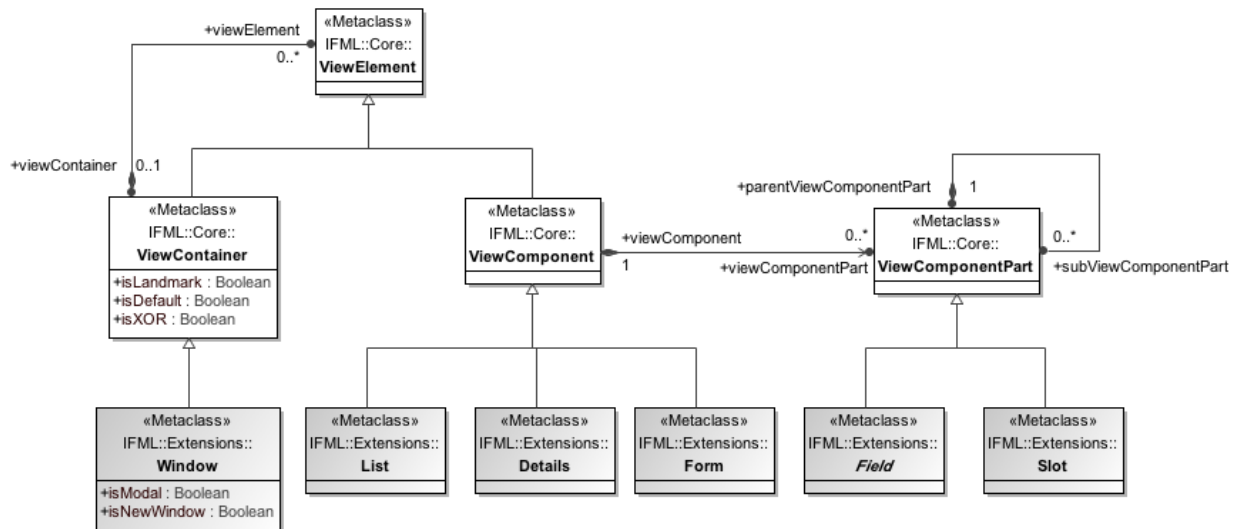 «Metaclass»
IFML::Core::
ViewElement
+viewElement
0..*
+viewContainer
0..1
«Metaclass»
IFML::Core::
ViewContainer
+isLandmark : Boolean
+isDefault : Boolean
+isXOR : Boolean
«Metaclass»
IFML::Core::
ViewComponent
+viewComponent
1
0..*
+viewComponentPart
+parentViewComponentPart
1
«Metaclass»
IFML::Core::
ViewComponentPart
0..*
+subViewComponentPart
«Metaclass»
IFML::Extensions::
Window
+isModal : Boolean
+isNewWindow : Boolean
«Metaclass»
IFML::Extensions::
List
«Metaclass»
IFML::Extensions::
Details
«Metaclass»
IFML::Extensions::
Form
«Metaclass»
IFML::Extensions::
Field
«Metaclass»
IFML::Extensions::
Slot